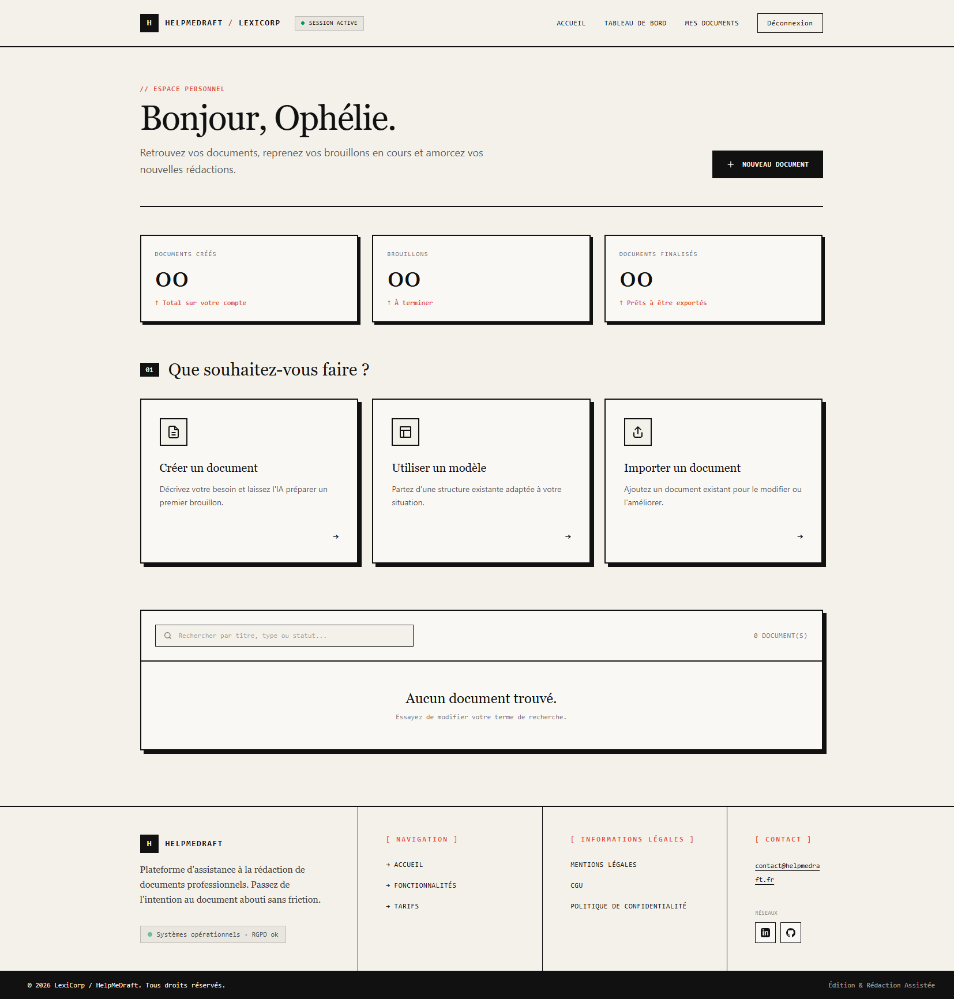 H HELPMEDRAFT / LEXICORP
SESSION ACTIVE
ACCUEIL
TABLEAU DE BORD
MES DOCUMENTS
Déconnexion
// ESPACE PERSONNEL
Bonjour, Ophélie.
Retrouvez vos documents, reprenez vos brouillons en cours et amorcez vos
nouvelles rédactions.
+ NOUVEAU DOCUMENT
DOCUMENTS CRÉÉS
00
↑ Total sur votre compte
BROUILLONS
00
↑ À terminer
DOCUMENTS FINALISÉS
00
↑ Prêts à être exportés
01 Que souhaitez-vous faire ?
Créer un document
Décrivez votre besoin et laissez l'IA préparer un
premier brouillon.
→
Utiliser un modèle
Partez d'une structure existante adaptée à votre
situation.
→
Importer un document
Ajoutez un document existant pour le modifier ou
l'améliorer.
→
Rechercher par titre, type ou statut...
0 DOCUMENT(S)
Aucun document trouvé.
Essayez de modifier votre terme de recherche.
H HELPMEDRAFT
Plateforme d'assistance à la rédaction de
documents professionnels. Passez de
l'intention au document abouti sans friction.
Systèmes opérationnels · RGPD ok
[ NAVIGATION ]
→ ACCUEIL
→ FONCTIONNALITÉS
→ TARIFS
[ INFORMATIONS LÉGALES ]
MENTIONS LÉGALES
CGU
POLITIQUE DE CONFIDENTIALITÉ
[ CONTACT ]
contact@helpmedra
ft.fr
RÉSEAUX
in
© 2026 LexiCorp / HelpMeDraft. Tous droits réservés.
Édition & Rédaction Assistée